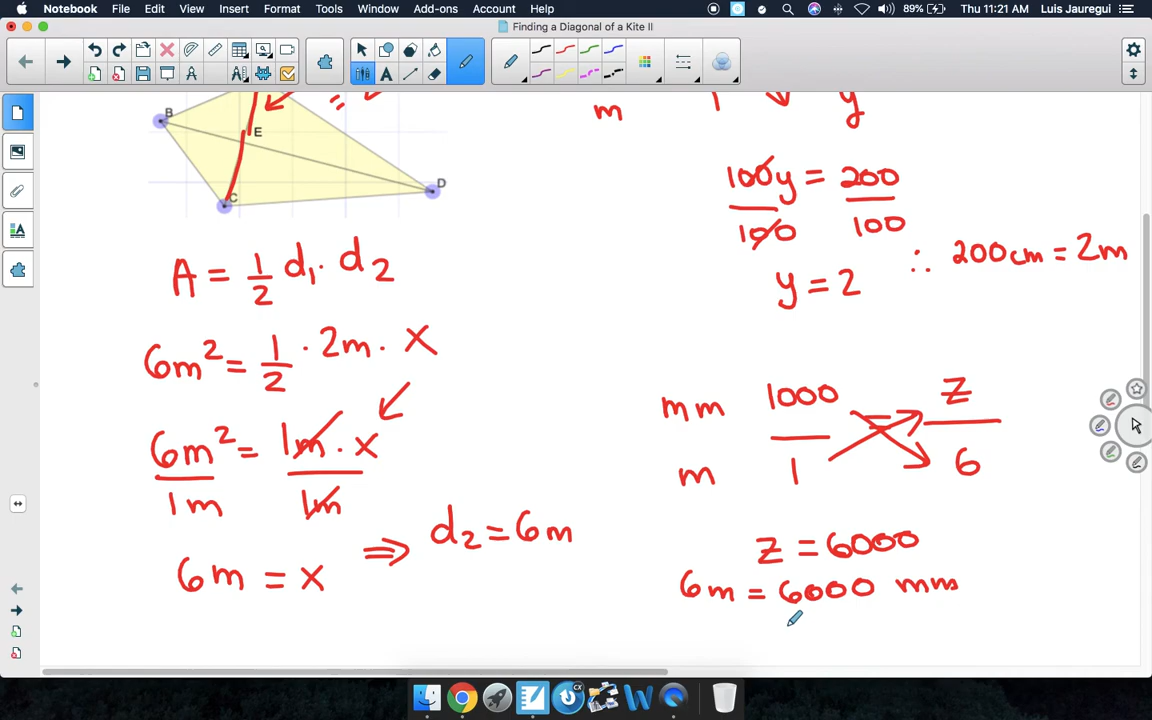 Notebook File Edit View Insert Format Tools Window Add-ons Account Help 89% Thu 11:21 AM Luis Jauregui
Finding a Diagonal of a Kite II
B
E
C
D
A = 1/2 d₁ · d₂
6m² = 1/2 · 2m · x
6m² = 1m · x
1m 1m
6m = x ⇒ d₂ = 6m
m 1 y
100y = 200
100 100
y = 2
∴ 200cm = 2m
mm 1000 z
m 1 6
z = 6000
6m = 6000 mm